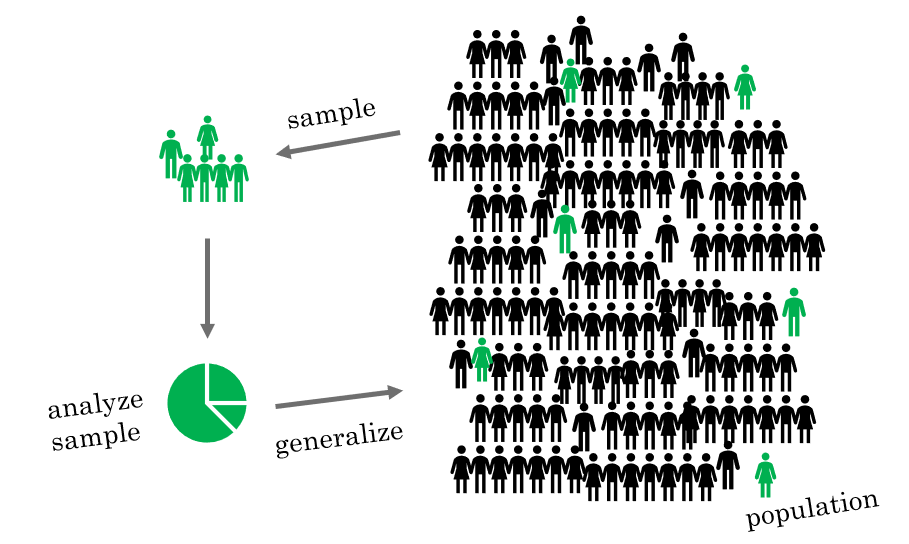 sample
analyze
sample
generalize
population